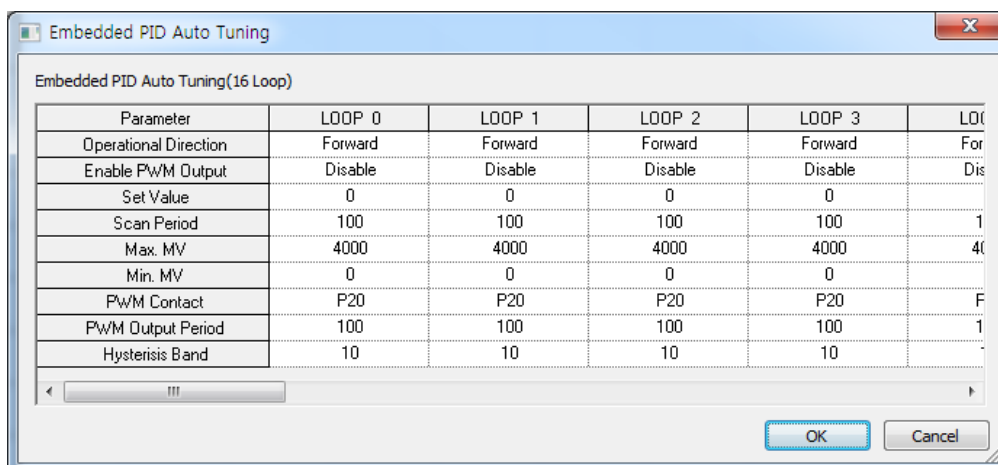 Embedded PID Auto Tuning
Embedded PID Auto Tuning(16 Loop)
Parameter LOOP 0 LOOP 1 LOOP 2 LOOP 3
Operational Direction Forward Forward Forward Forward
Enable PWM Output Disable Disable Disable Disable
Set Value 0 0 0 0
Scan Period 100 100 100 100
Max. MV 4000 4000 4000 4000
Min. MV 0 0 0 0
PWM Contact P20 P20 P20 P20
PWM Output Period 100 100 100 100
Hysterisis Band 10 10 10 10
OK Cancel